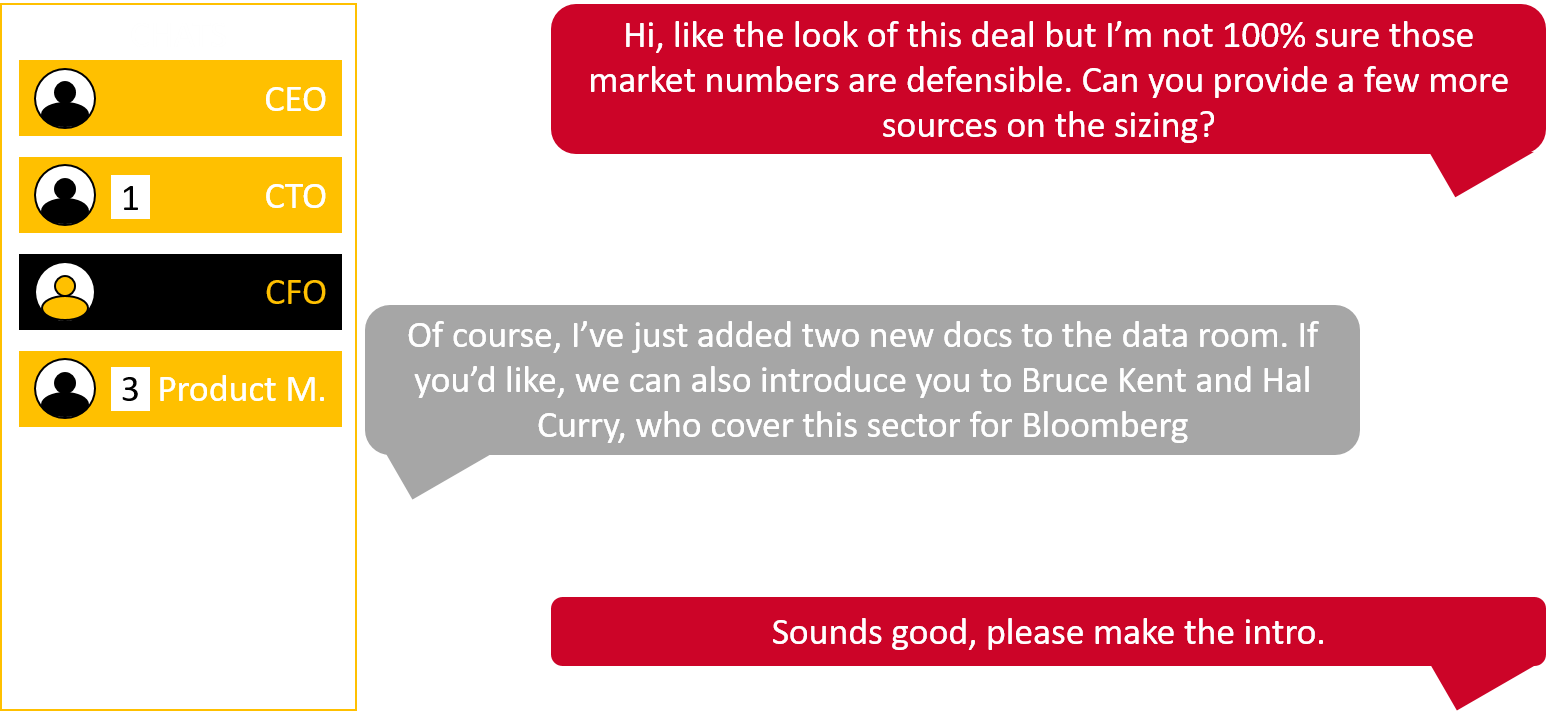 CEO
1 CTO
CFO
3 Product M.
Hi, like the look of this deal but I’m not 100% sure those
market numbers are defensible. Can you provide a few more
sources on the sizing?
Of course, I’ve just added two new docs to the data room. If
you’d like, we can also introduce you to Bruce Kent and Hal
Curry, who cover this sector for Bloomberg
Sounds good, please make the intro.